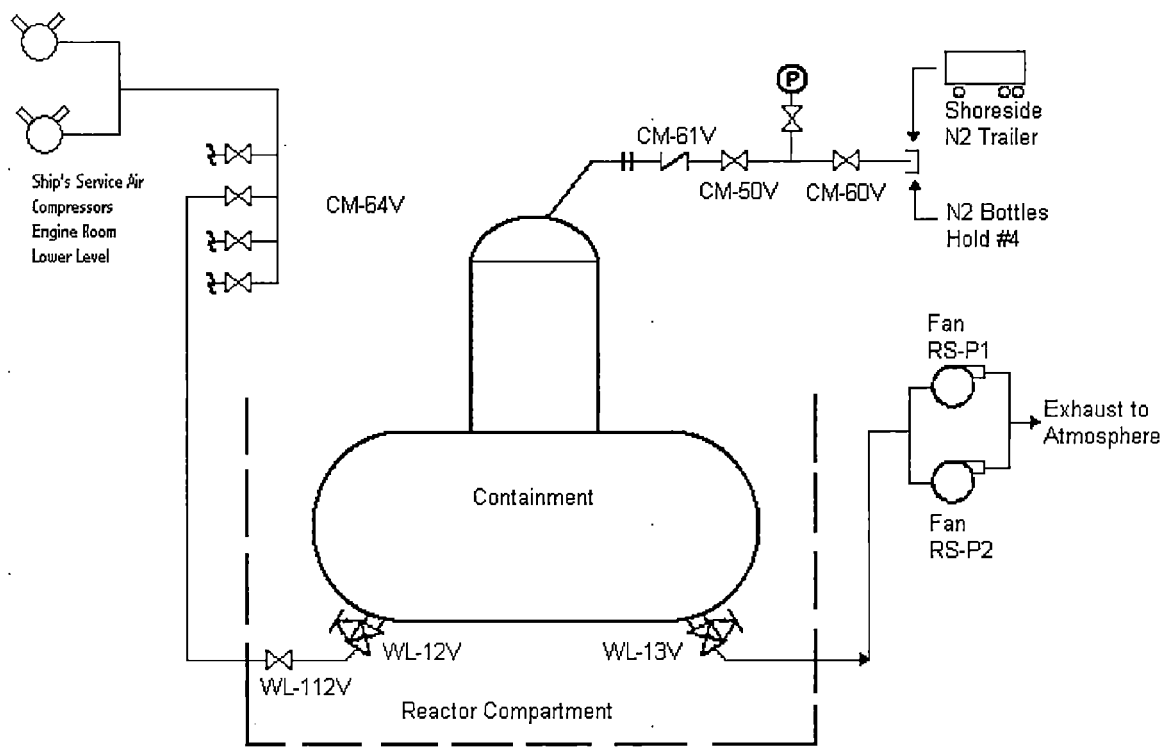 P
Shoreside
N2 Trailer
CM-61V
CM-50V
CM-60V
N2 Bottles
Hold #4
Ship's Service Air
Compressors
Engine Room
Lower Level
CM-64V
Fan
RS-P1
Exhaust to
Atmosphere
Fan
RS-P2
Containment
WL-12V
WL-13V
WL-112V
Reactor Compartment